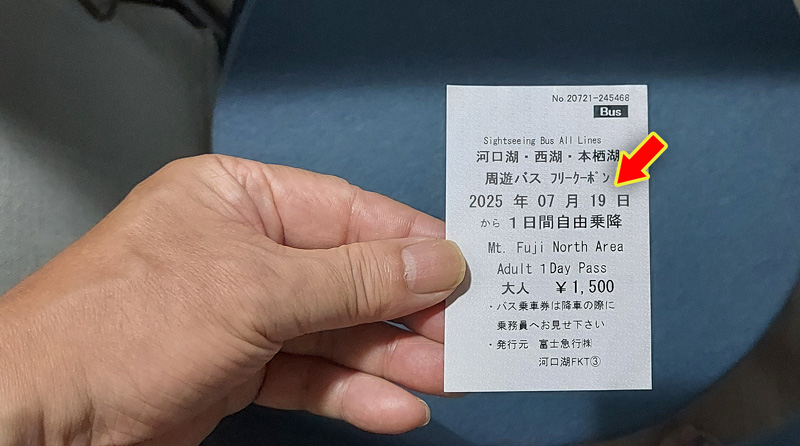 No.20721-245468
Bus
Sightseeing Bus All Lines
河口湖・西湖・本栖湖
周遊バス フリークーポン
2025 年 07 月 19 日
から 1日間自由乗降
Mt. Fuji North Area
Adult 1Day Pass
大人 ￥1,500
・バス乗車券は降車の際に
乗務員へお見せ下さい
・発行元 富士急行㈱
河口湖FKT③